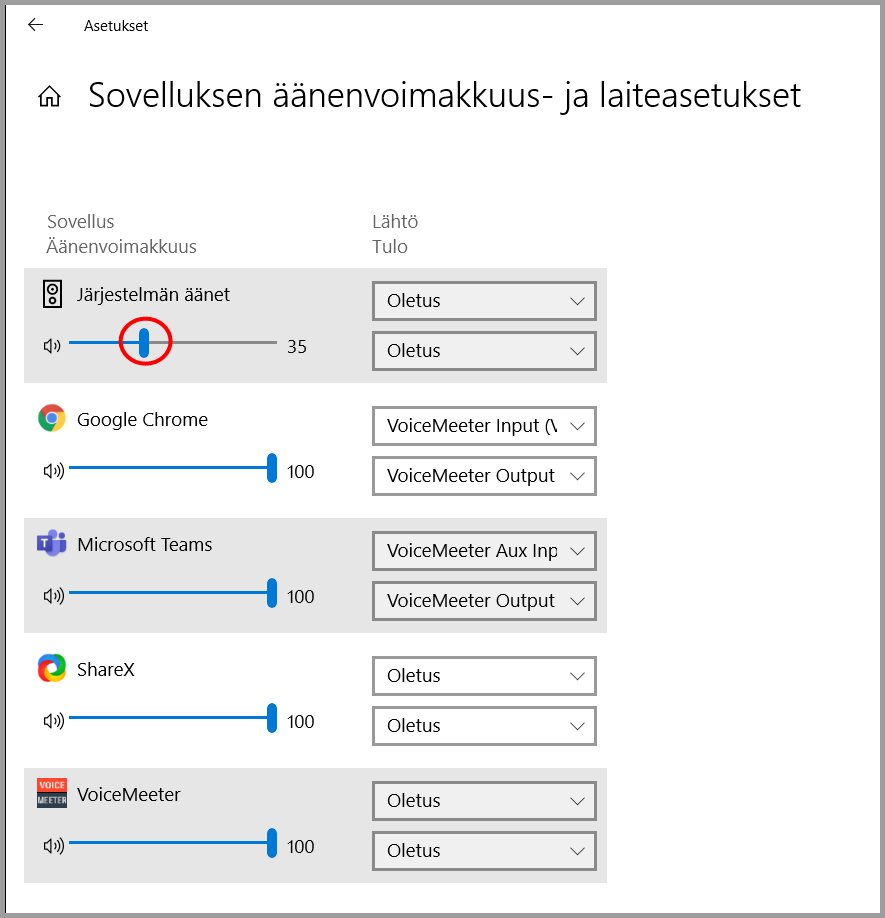 Asetukset
Sovelluksen äänenvoimakkuus- ja laiteasetukset
Sovellus
Äänenvoimakkuus
Lähtö
Tulo
Järjestelmän äänet
Oletus
35
Oletus
Google Chrome
VoiceMeeter Input (V
100
VoiceMeeter Output
T
Microsoft Teams
VoiceMeeter Aux Inp
100
VoiceMeeter Output
ShareX
Oletus
100
Oletus
VOICE
MEETER
VoiceMeeter
Oletus
100
Oletus